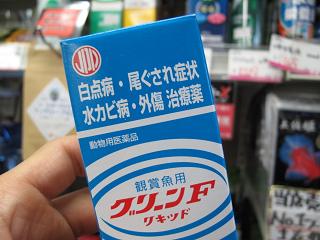 白点病・尾ぐされ症状
水カビ病・外傷 治療薬
動物用医薬品
観賞魚用
グリーンF
リキッド